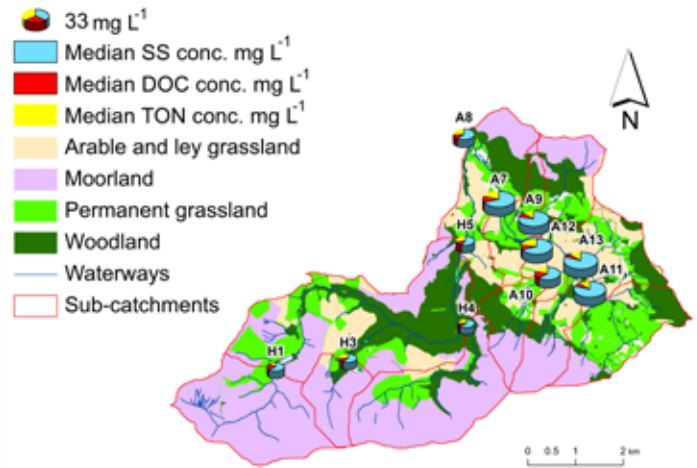 33 mg L-1
Median SS conc. mg L-1
Median DOC conc. mg L-1
Median TON conc. mg L-1
Arable and ley grassland
Moorland
Permanent grassland
Woodland
Waterways
Sub-catchments
N
A8
A7
A9
A12
H5
A13
A11
A10
H4
H3
H1
0 0.5 1 2 km